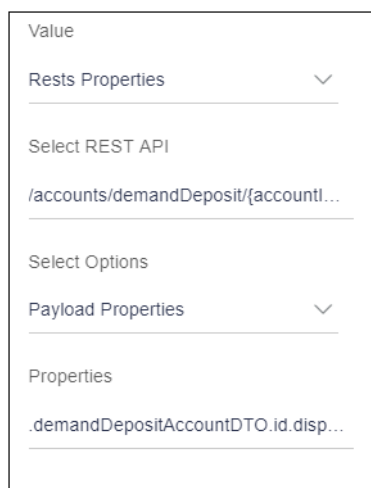 Value
Rests Properties
Select REST API
/accounts/demandDeposit/{accountI...
Select Options
Payload Properties
Properties
.demandDepositAccountDTO.id.disp...